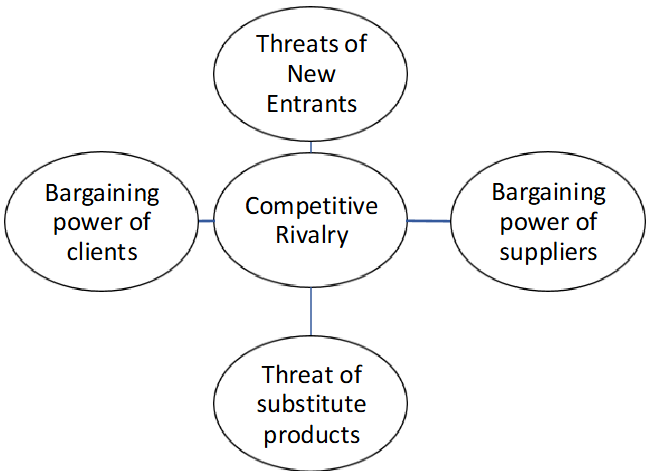 Threats of
New
Entrants
Bargaining
power of
clients
Competitive
Rivalry
Bargaining
power of
suppliers
Threat of
substitute
products